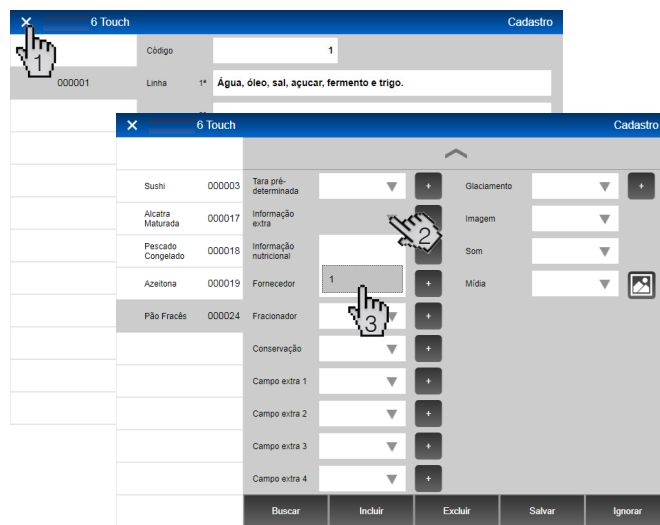 6 Touch Cadastro
1
Código 1
000001 Linha 1ª Água, óleo, sal, açucar, fermento e trigo.
6 Touch Cadastro
Sushi 000003 Tara pré-
determinada + Glaciamento +
Alcatra
Maturada 000017 Informação
extra Imagem
2
Pescado
Congelado 000018 Informação
nutricional Som
Azeitona 000019 Fornecedor 1 + Mídia
3
Pão Fracês 000024 Fracionador +
Conservação +
Campo extra 1 +
Campo extra 2 +
Campo extra 3 +
Campo extra 4 +
Buscar Incluir Excluir Salvar Ignorar